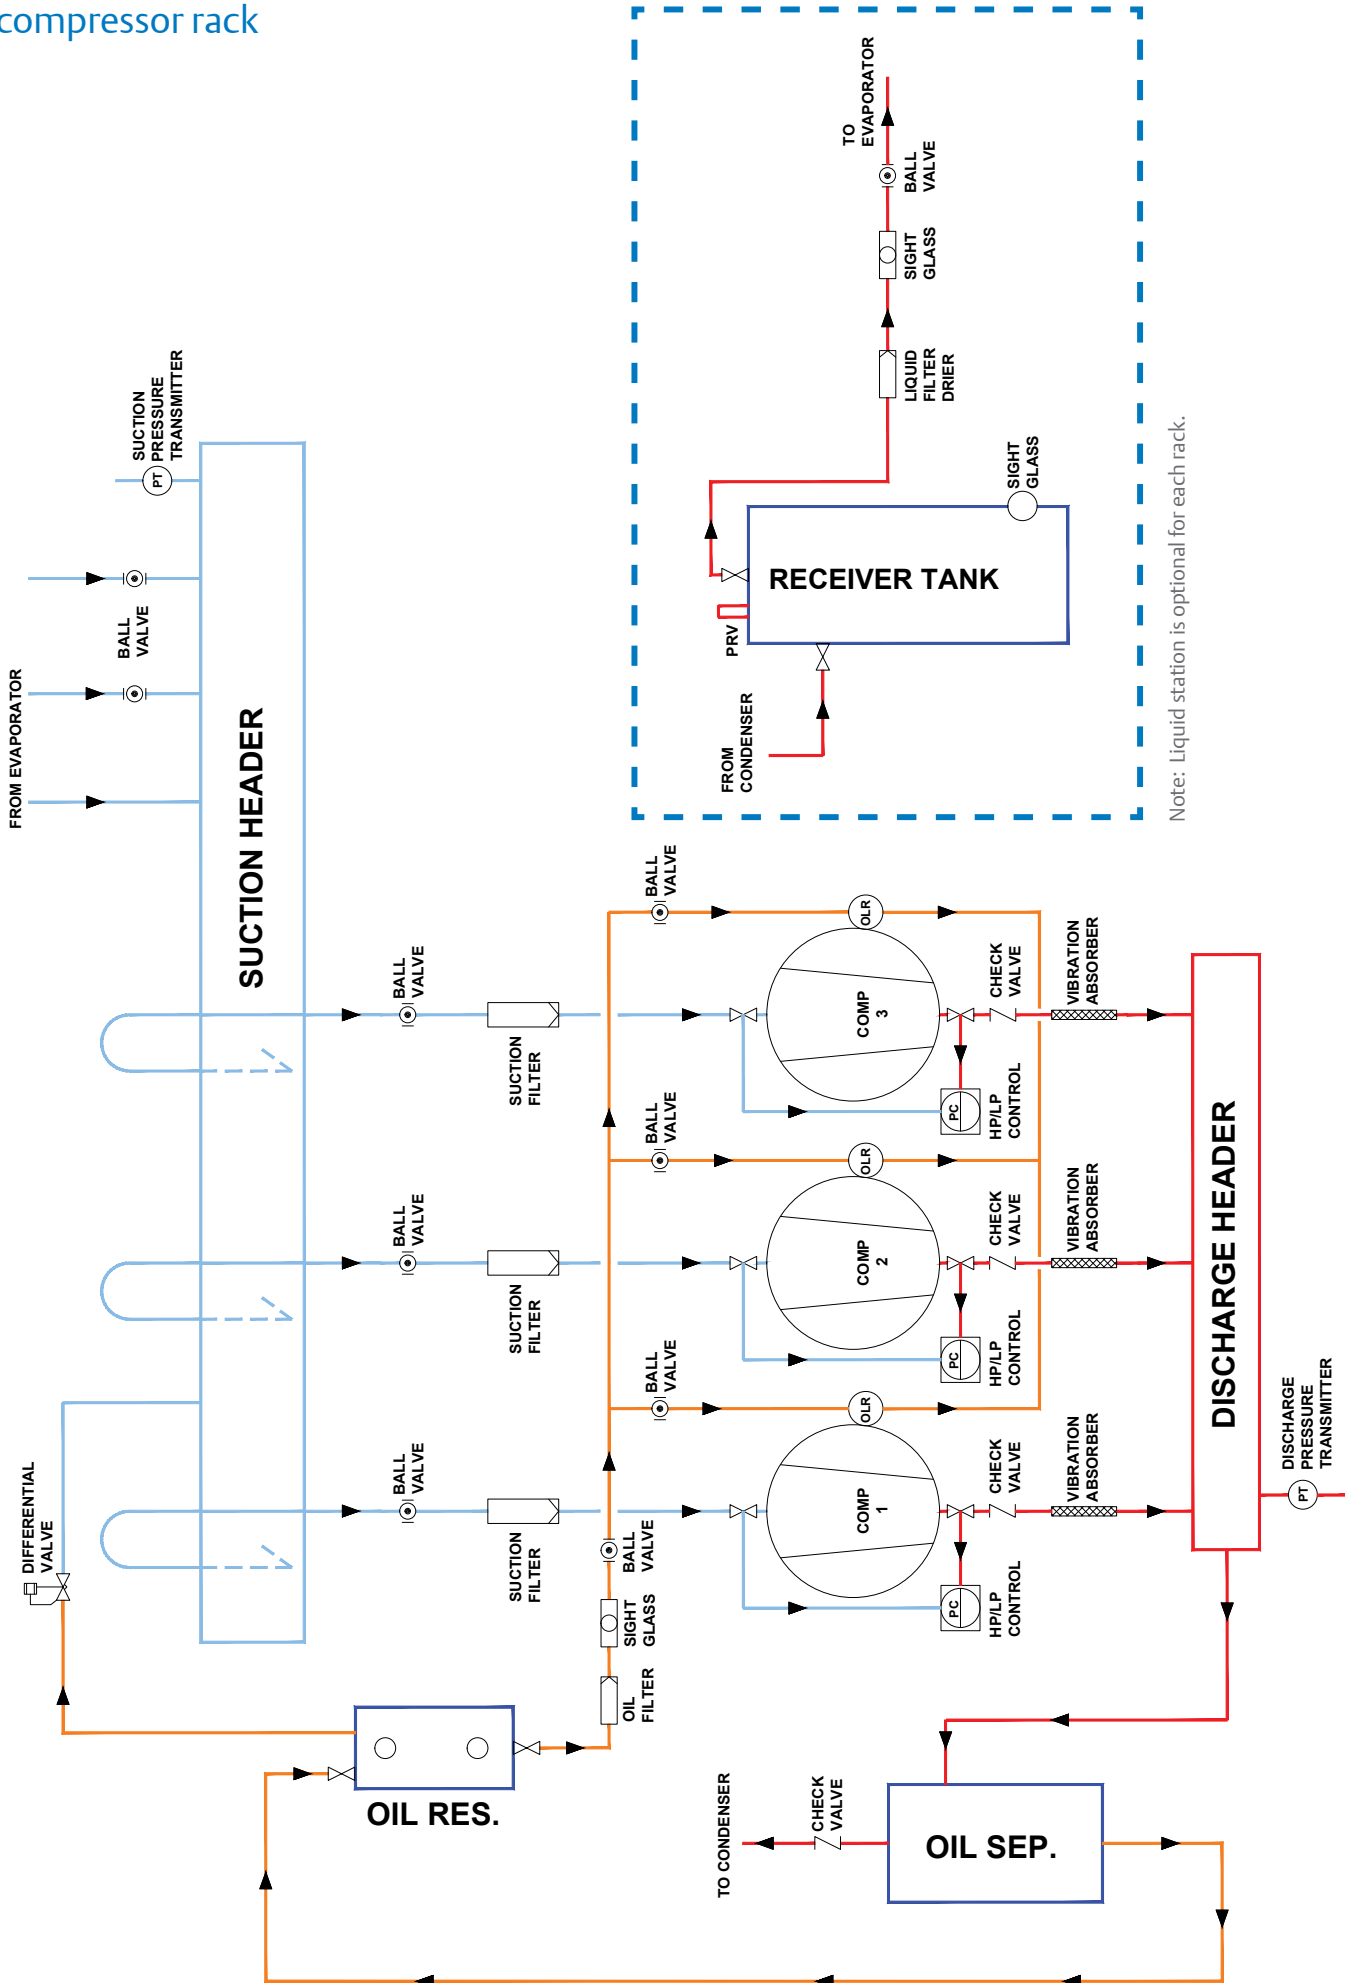 compressor rack
TO
EVAPORATOR
BALL
VALVE
SIGHT
GLASS
LIQUID
FILTER
DRIER
SIGHT
GLASS
RECEIVER TANK
PRV
FROM
CONDENSER
Note: Liquid station is optional for each rack.
SUCTION
PRESSURE
TRANSMITTER
PT
BALL
VALVE
FROM EVAPORATOR
SUCTION HEADER
BALL
VALVE
SUCTION
FILTER
BALL
VALVE
SUCTION
FILTER
BALL
VALVE
SUCTION
FILTER
DIFFERENTIAL
VALVE
BALL
VALVE
OLR
COMP
3
CHECK
VALVE
VIBRATION
ABSORBER
PC
HP/LP
CONTROL
BALL
VALVE
OLR
COMP
2
CHECK
VALVE
VIBRATION
ABSORBER
PC
HP/LP
CONTROL
BALL
VALVE
OLR
COMP
1
CHECK
VALVE
VIBRATION
ABSORBER
PC
HP/LP
CONTROL
DISCHARGE HEADER
DISCHARGE
PRESSURE
TRANSMITTER
PT
BALL
VALVE
SIGHT
GLASS
OIL
FILTER
OIL RES.
TO CONDENSER
CHECK
VALVE
OIL SEP.